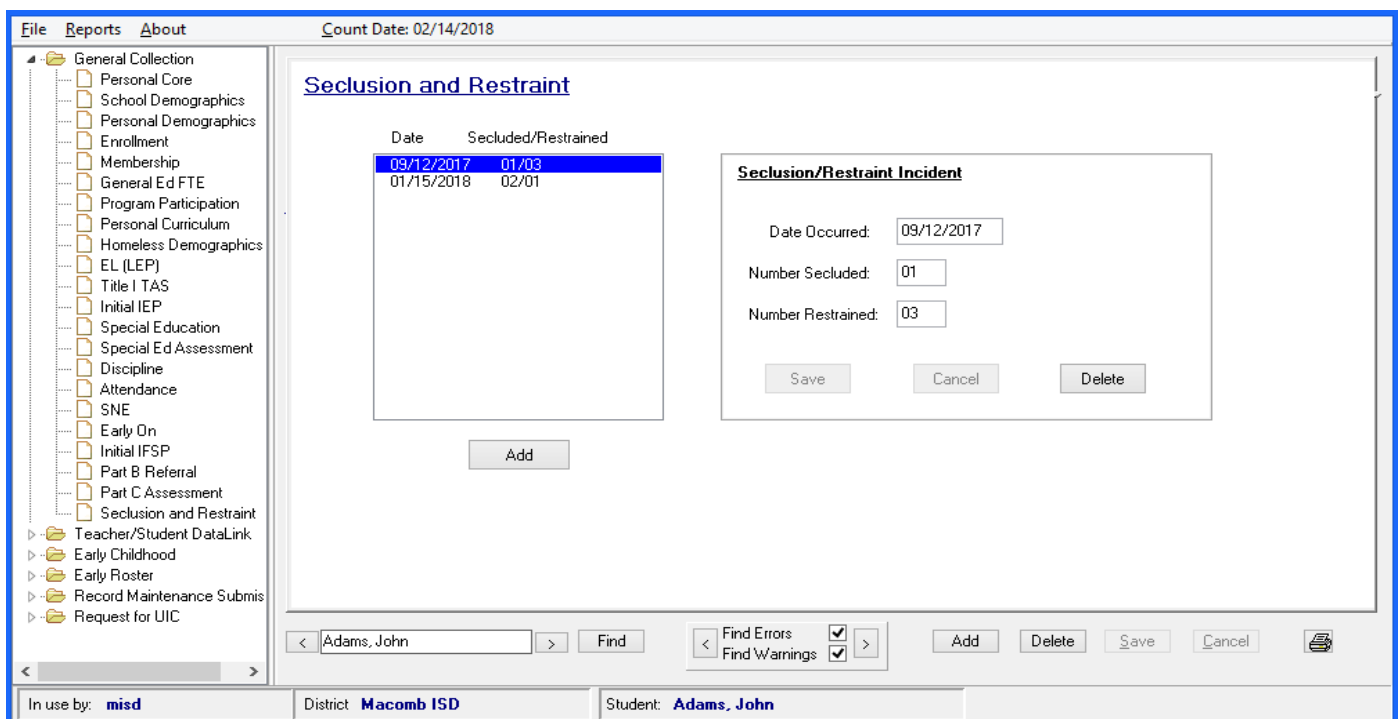 File Reports About Count Date: 02/14/2018
General Collection
Personal Core
School Demographics
Personal Demographics
Enrollment
Membership
General Ed FTE
Program Participation
Personal Curriculum
Homeless Demographics
EL (LEP)
Title I TAS
Initial IEP
Special Education
Special Ed Assessment
Discipline
Attendance
SNE
Early On
Initial IFSP
Part B Referral
Part C Assessment
Seclusion and Restraint
Teacher/Student DataLink
Early Childhood
Early Roster
Record Maintenance Submis
Request for UIC
Seclusion and Restraint
Date Secluded/Restrained
09/12/2017 01/03
01/15/2018 02/01
Add
Seclusion/Restraint Incident
Date Occurred: 09/12/2017
Number Secluded: 01
Number Restrained: 03
Save Cancel Delete
< Adams, John > Find
< Find Errors >
Find Warnings
Add Delete Save Cancel
In use by: misd District Macomb ISD Student: Adams, John